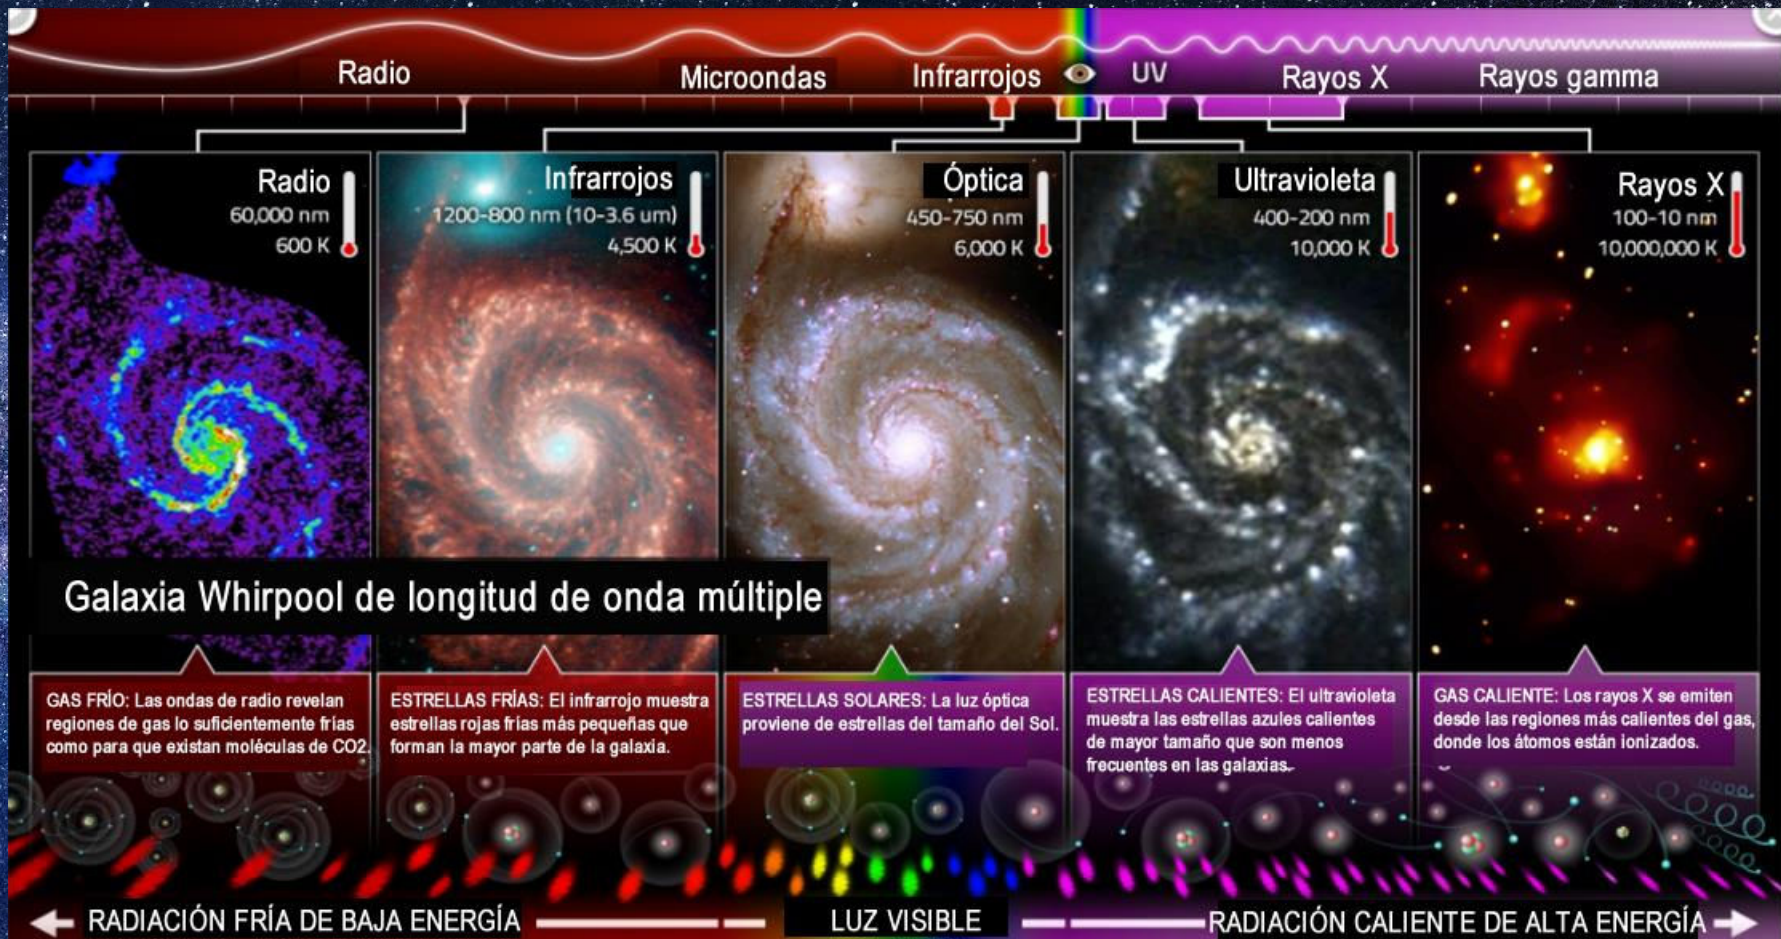 Radio
Microondas
Infrarrojos
UV
Rayos X
Rayos gamma
Radio
60,000 nm
600 K
Infrarrojos
1200-800 nm (10-3.6 um)
4,500 K
Óptica
450-750 nm
6,000 K
Ultravioleta
400-200 nm
10,000 K
Rayos X
100-10 nm
10,000,000 K
Galaxia Whirpool de longitud de onda múltiple
GAS FRÍO: Las ondas de radio revelan
regiones de gas lo suficientemente frías
como para que existan moléculas de CO2.
ESTRELLAS FRÍAS: El infrarrojo muestra
estrellas rojas frías más pequeñas que
forman la mayor parte de la galaxia.
ESTRELLAS SOLARES: La luz óptica
proviene de estrellas del tamaño del Sol.
ESTRELLAS CALIENTES: El ultravioleta
muestra las estrellas azules calientes
de mayor tamaño que son menos
frecuentes en las galaxias.
GAS CALIENTE: Los rayos X se emiten
desde las regiones más calientes del gas,
donde los átomos están ionizados.
RADIACIÓN FRÍA DE BAJA ENERGÍA
LUZ VISIBLE
RADIACIÓN CALIENTE DE ALTA ENERGÍA